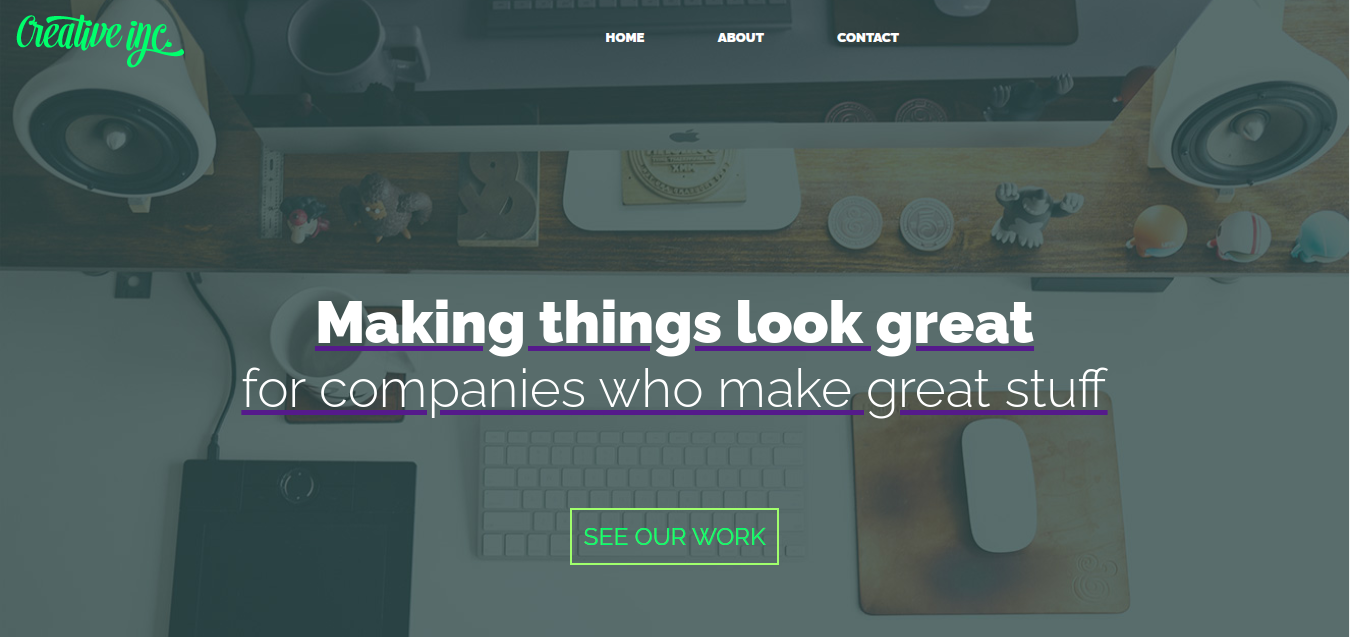 Creative inc.
HOME ABOUT CONTACT
Making things look great
for companies who make great stuff
SEE OUR WORK